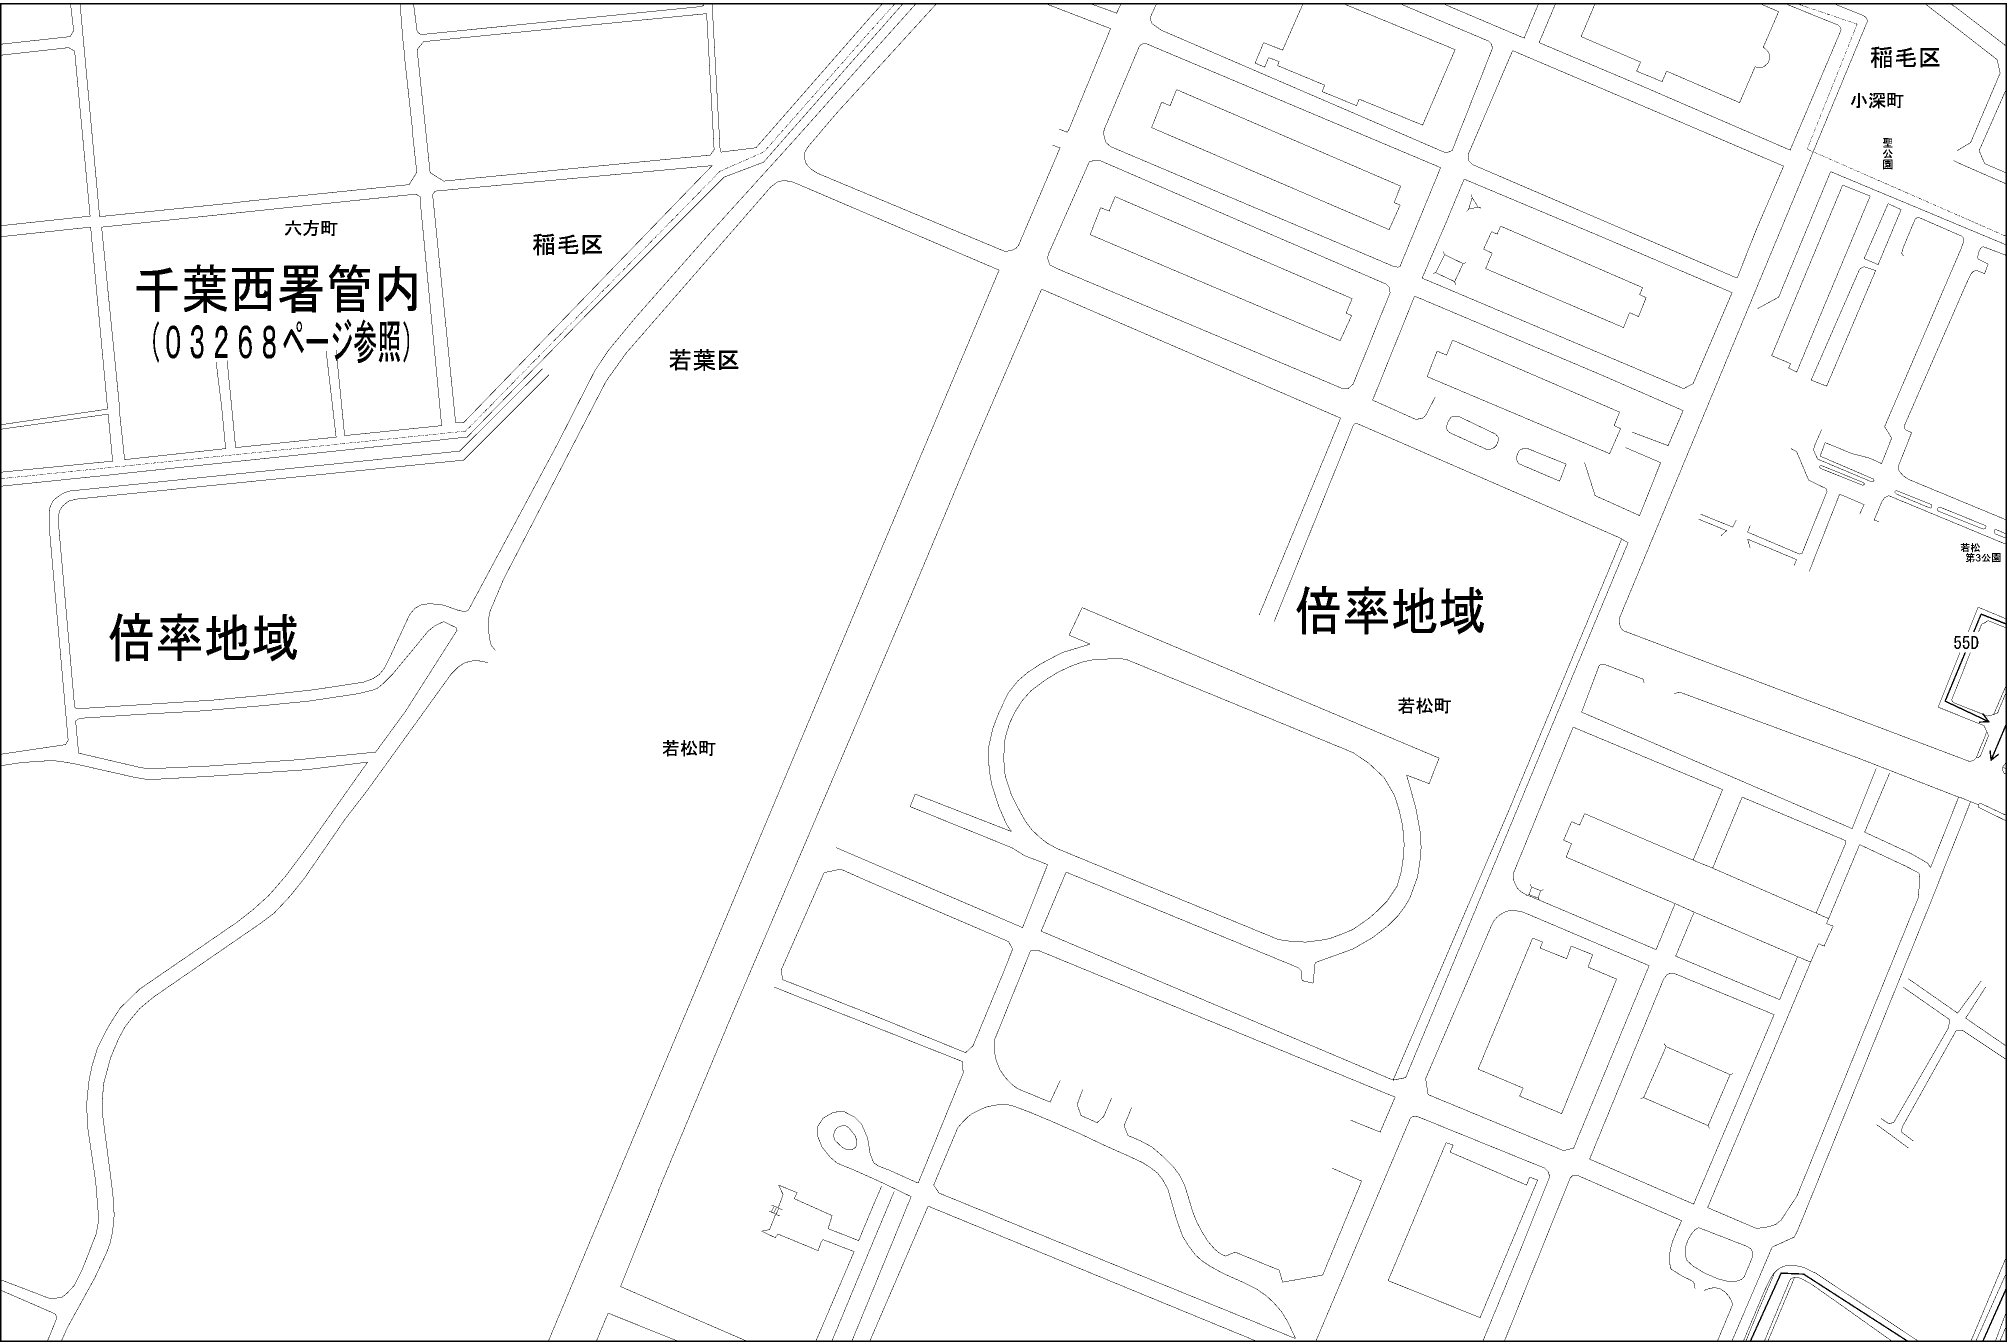 稲毛区
小深町
聖公園
六方町
稲毛区
千葉西署管内
（０３２６８ページ参照）
若葉区
若松
第3公園
倍率地域
倍率地域
55D
若松町
若松町